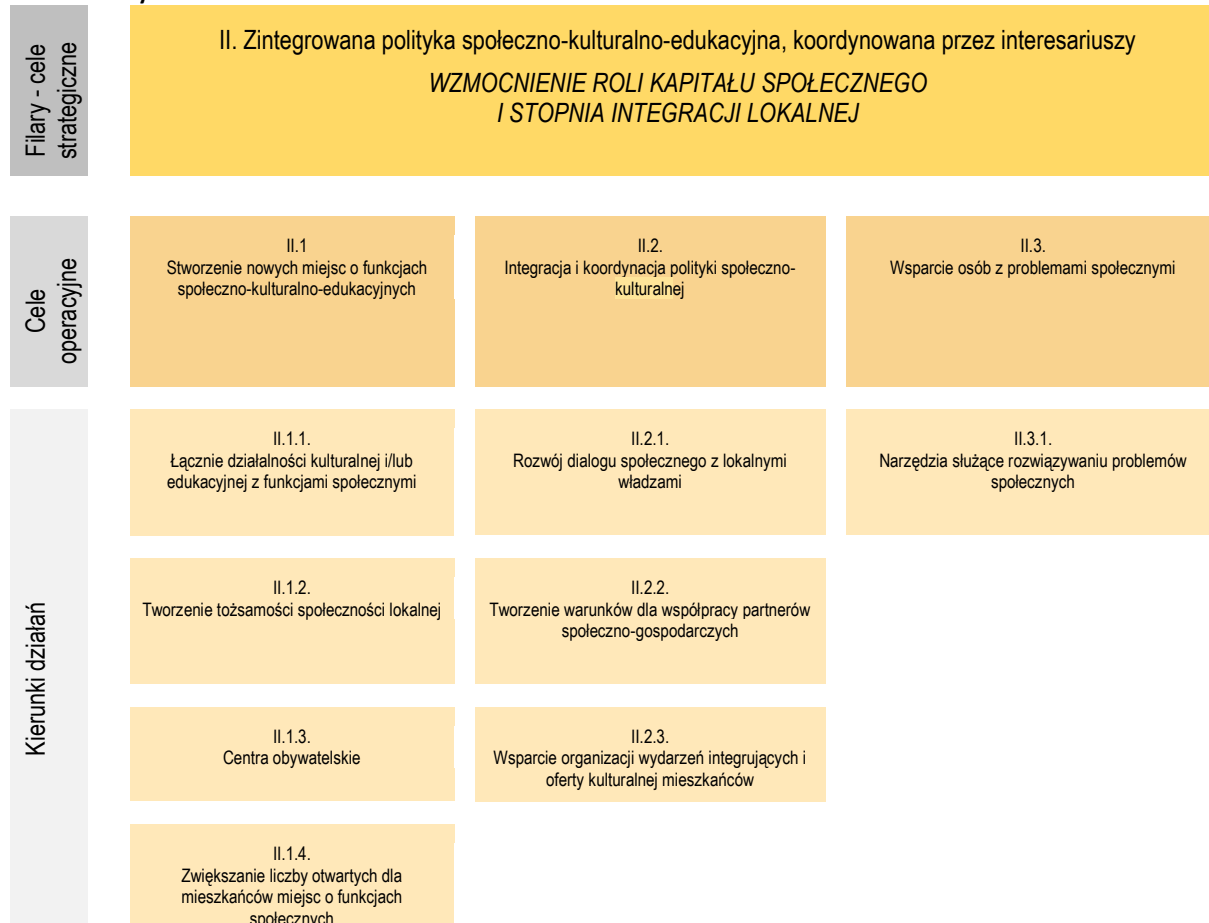 Filary - cele
strategiczne
II. Zintegrowana polityka społeczno-kulturalno-edukacyjna, koordynowana przez interesariuszy
WZMOCNIENIE ROLI KAPITAŁU SPOŁECZNEGO
I STOPNIA INTEGRACJI LOKALNEJ
Cele
operacyjne
II.1
Stworzenie nowych miejsc o funkcjach
społeczno-kulturalno-edukacyjnych
II.2.
Integracja i koordynacja polityki społeczno-
kulturalnej
II.3.
Wsparcie osób z problemami społecznymi
Kierunki działań
II.1.1.
Łącznie działalności kulturalnej i/lub
edukacyjnej z funkcjami społecznymi
II.2.1.
Rozwój dialogu społecznego z lokalnymi
władzami
II.3.1.
Narzędzia służące rozwiązywaniu problemów
społecznych
II.1.2.
Tworzenie tożsamości społeczności lokalnej
II.2.2.
Tworzenie warunków dla współpracy partnerów
społeczno-gospodarczych
II.1.3.
Centra obywatelskie
II.2.3.
Wsparcie organizacji wydarzeń integrujących i
oferty kulturalnej mieszkańców
II.1.4.
Zwiększanie liczby otwartych dla
mieszkańców miejsc o funkcjach
społecznych